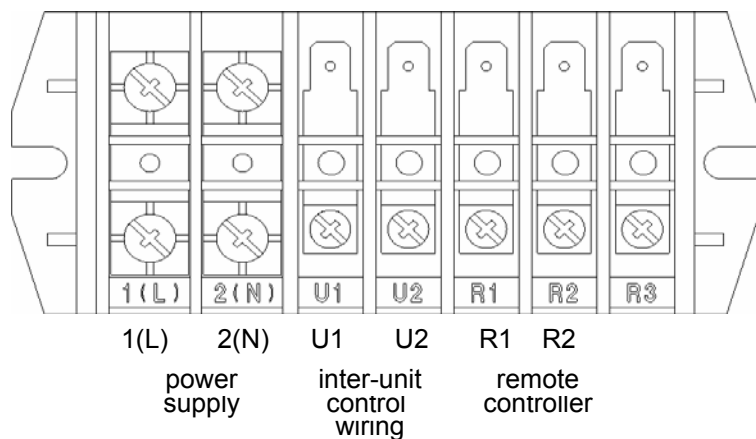 1(L) 2(N) U1 U2 R1 R2 R3
1(L) 2(N) U1 U2 R1 R2
power inter-unit remote
supply control controller
wiring